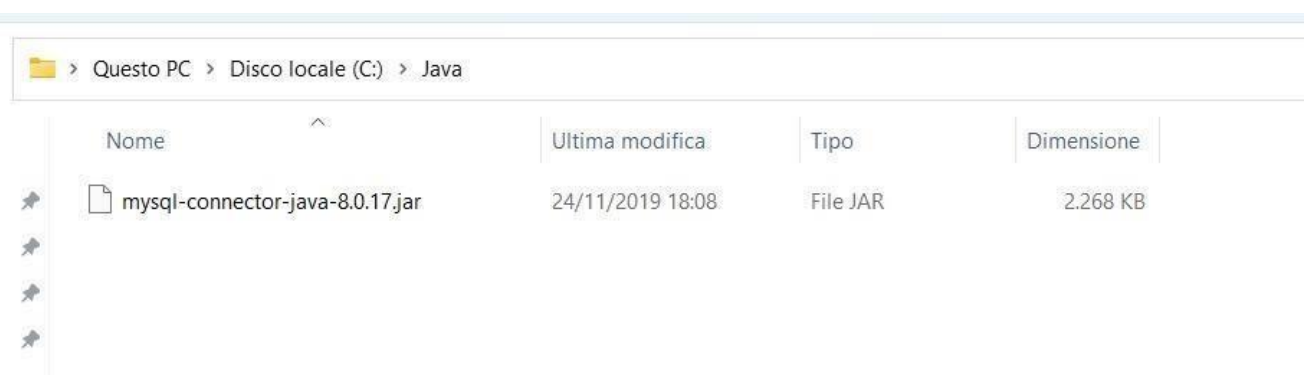 Questo PC > Disco locale (C:) > Java
Nome Ultima modifica Tipo Dimensione
mysql-connector-java-8.0.17.jar 24/11/2019 18:08 File JAR 2.268 KB